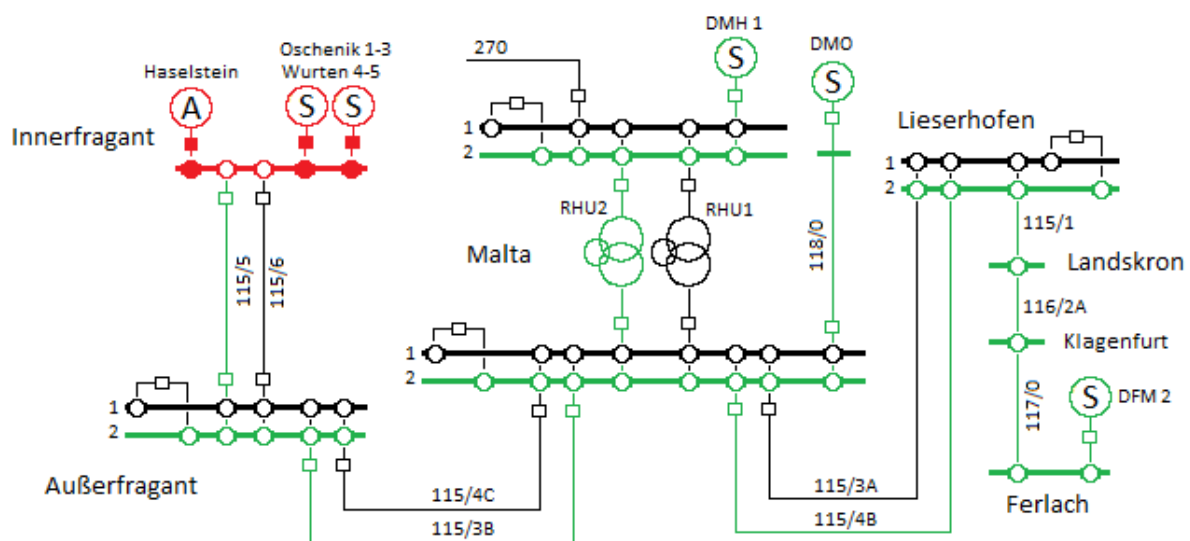 DMH 1
DMO
270
Oschenik 1-3
Wurten 4-5
Haselstein
A
S
S
S
S
Innerfragant
1
2
Lieserhofen
1
2
RHU2
RHU1
118/0
Malta
115/1
Landskron
116/2A
Klagenfurt
115/5
115/6
1
2
117/0
S
DFM 2
1
2
Außerfragant
115/4C
115/3B
115/3A
115/4B
Ferlach